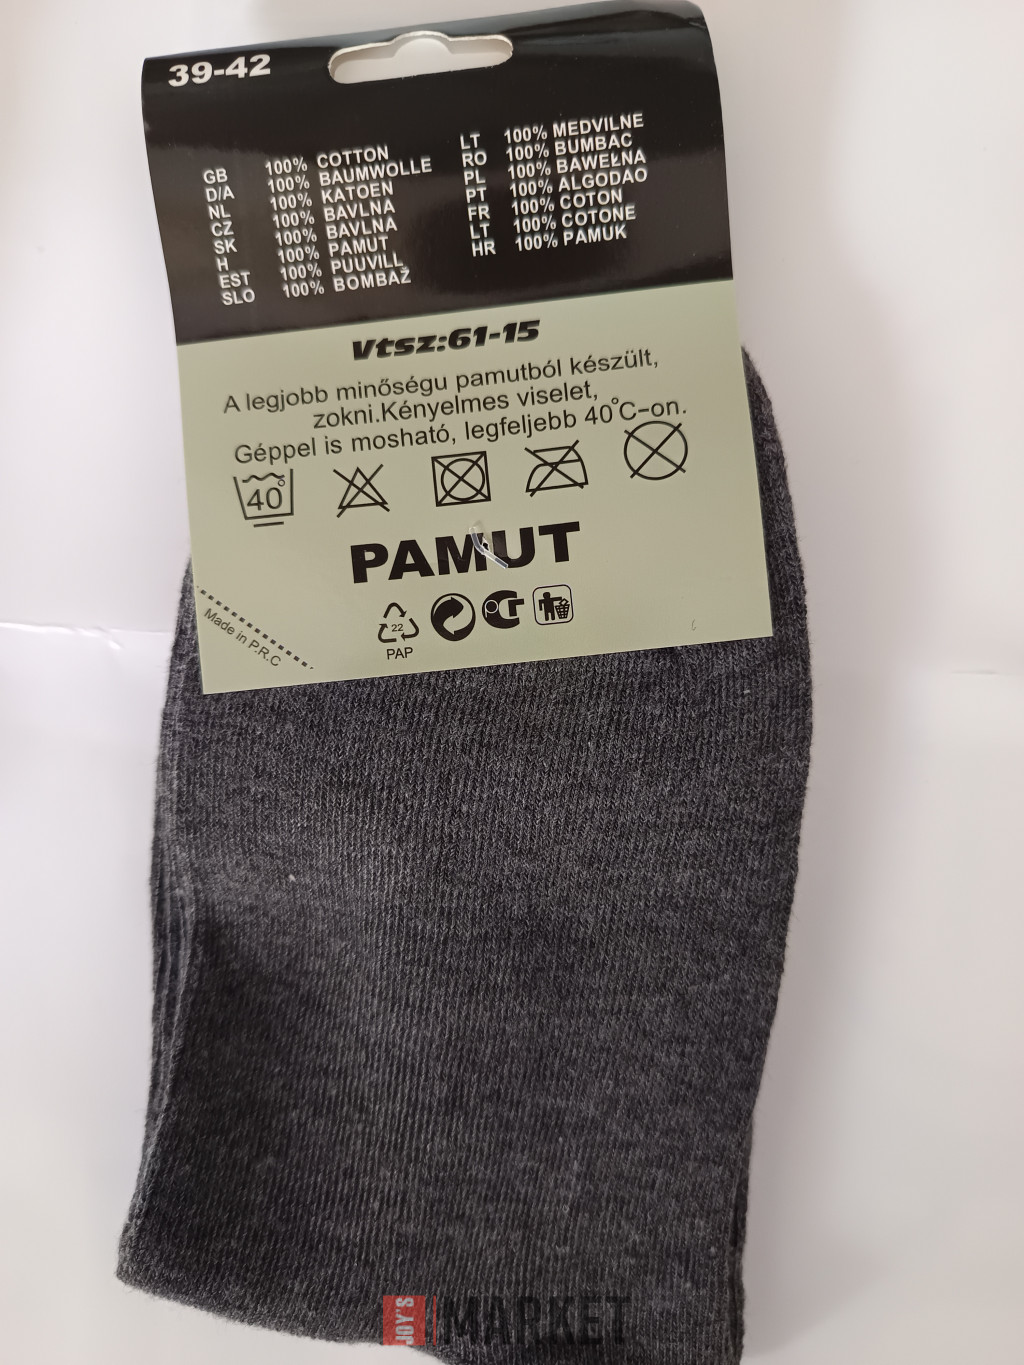 39-42
GB 100% COTTON
D/A 100% BAUMWOLLE
NL 100% KATOEN
CZ 100% BAVLNA
SK 100% BAVLNA
H 100% PAMUT
EST 100% PUUVILL
SLO 100% BOMBAŽ
LT 100% MEDVILNE
RO 100% BUMBAC
PL 100% BAWEŁNA
PT 100% ALGODAO
FR 100% COTON
LT 100% COTONE
HR 100% PAMUK
Vtsz:61-15
A legjobb minőségu pamutból készült,
zokni.Kényelmes viselet,
Géppel is mosható, legfeljebb 40°C-on.
40°
PAMUT
22
PAP
Made in P.R.C
JOY'S MARKET